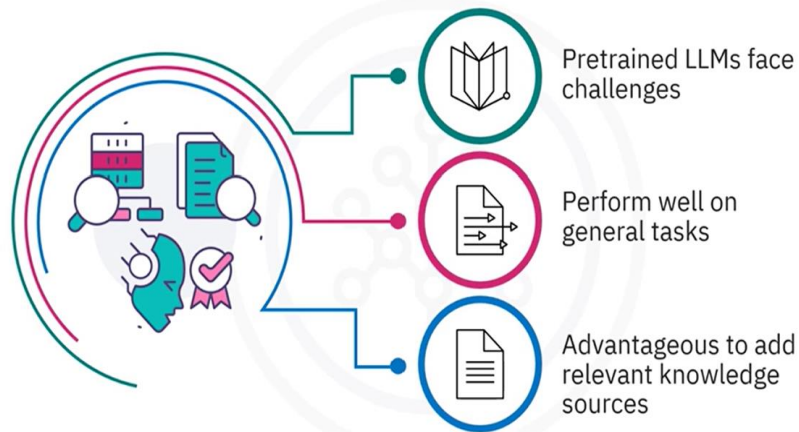 Pretrained LLMs face
challenges
Perform well on
general tasks
Advantageous to add
relevant knowledge
sources